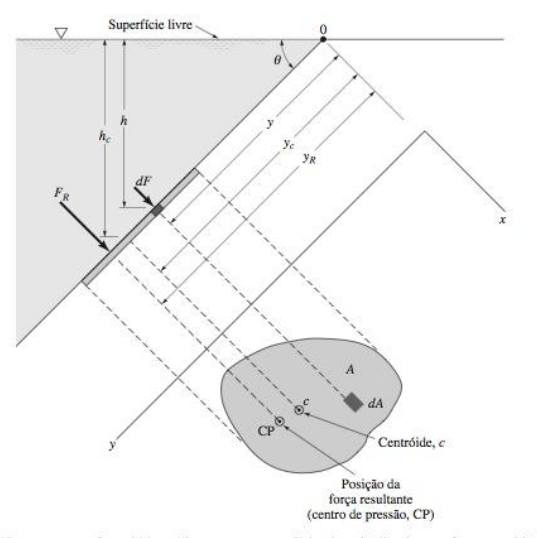 Superfície livre
0
θ
h
h_c
y
y_c
y_R
dF
F_R
x
A
dA
c
CP
Centróide, c
y
Posição da
força resultante
(centro de pressão, CP)